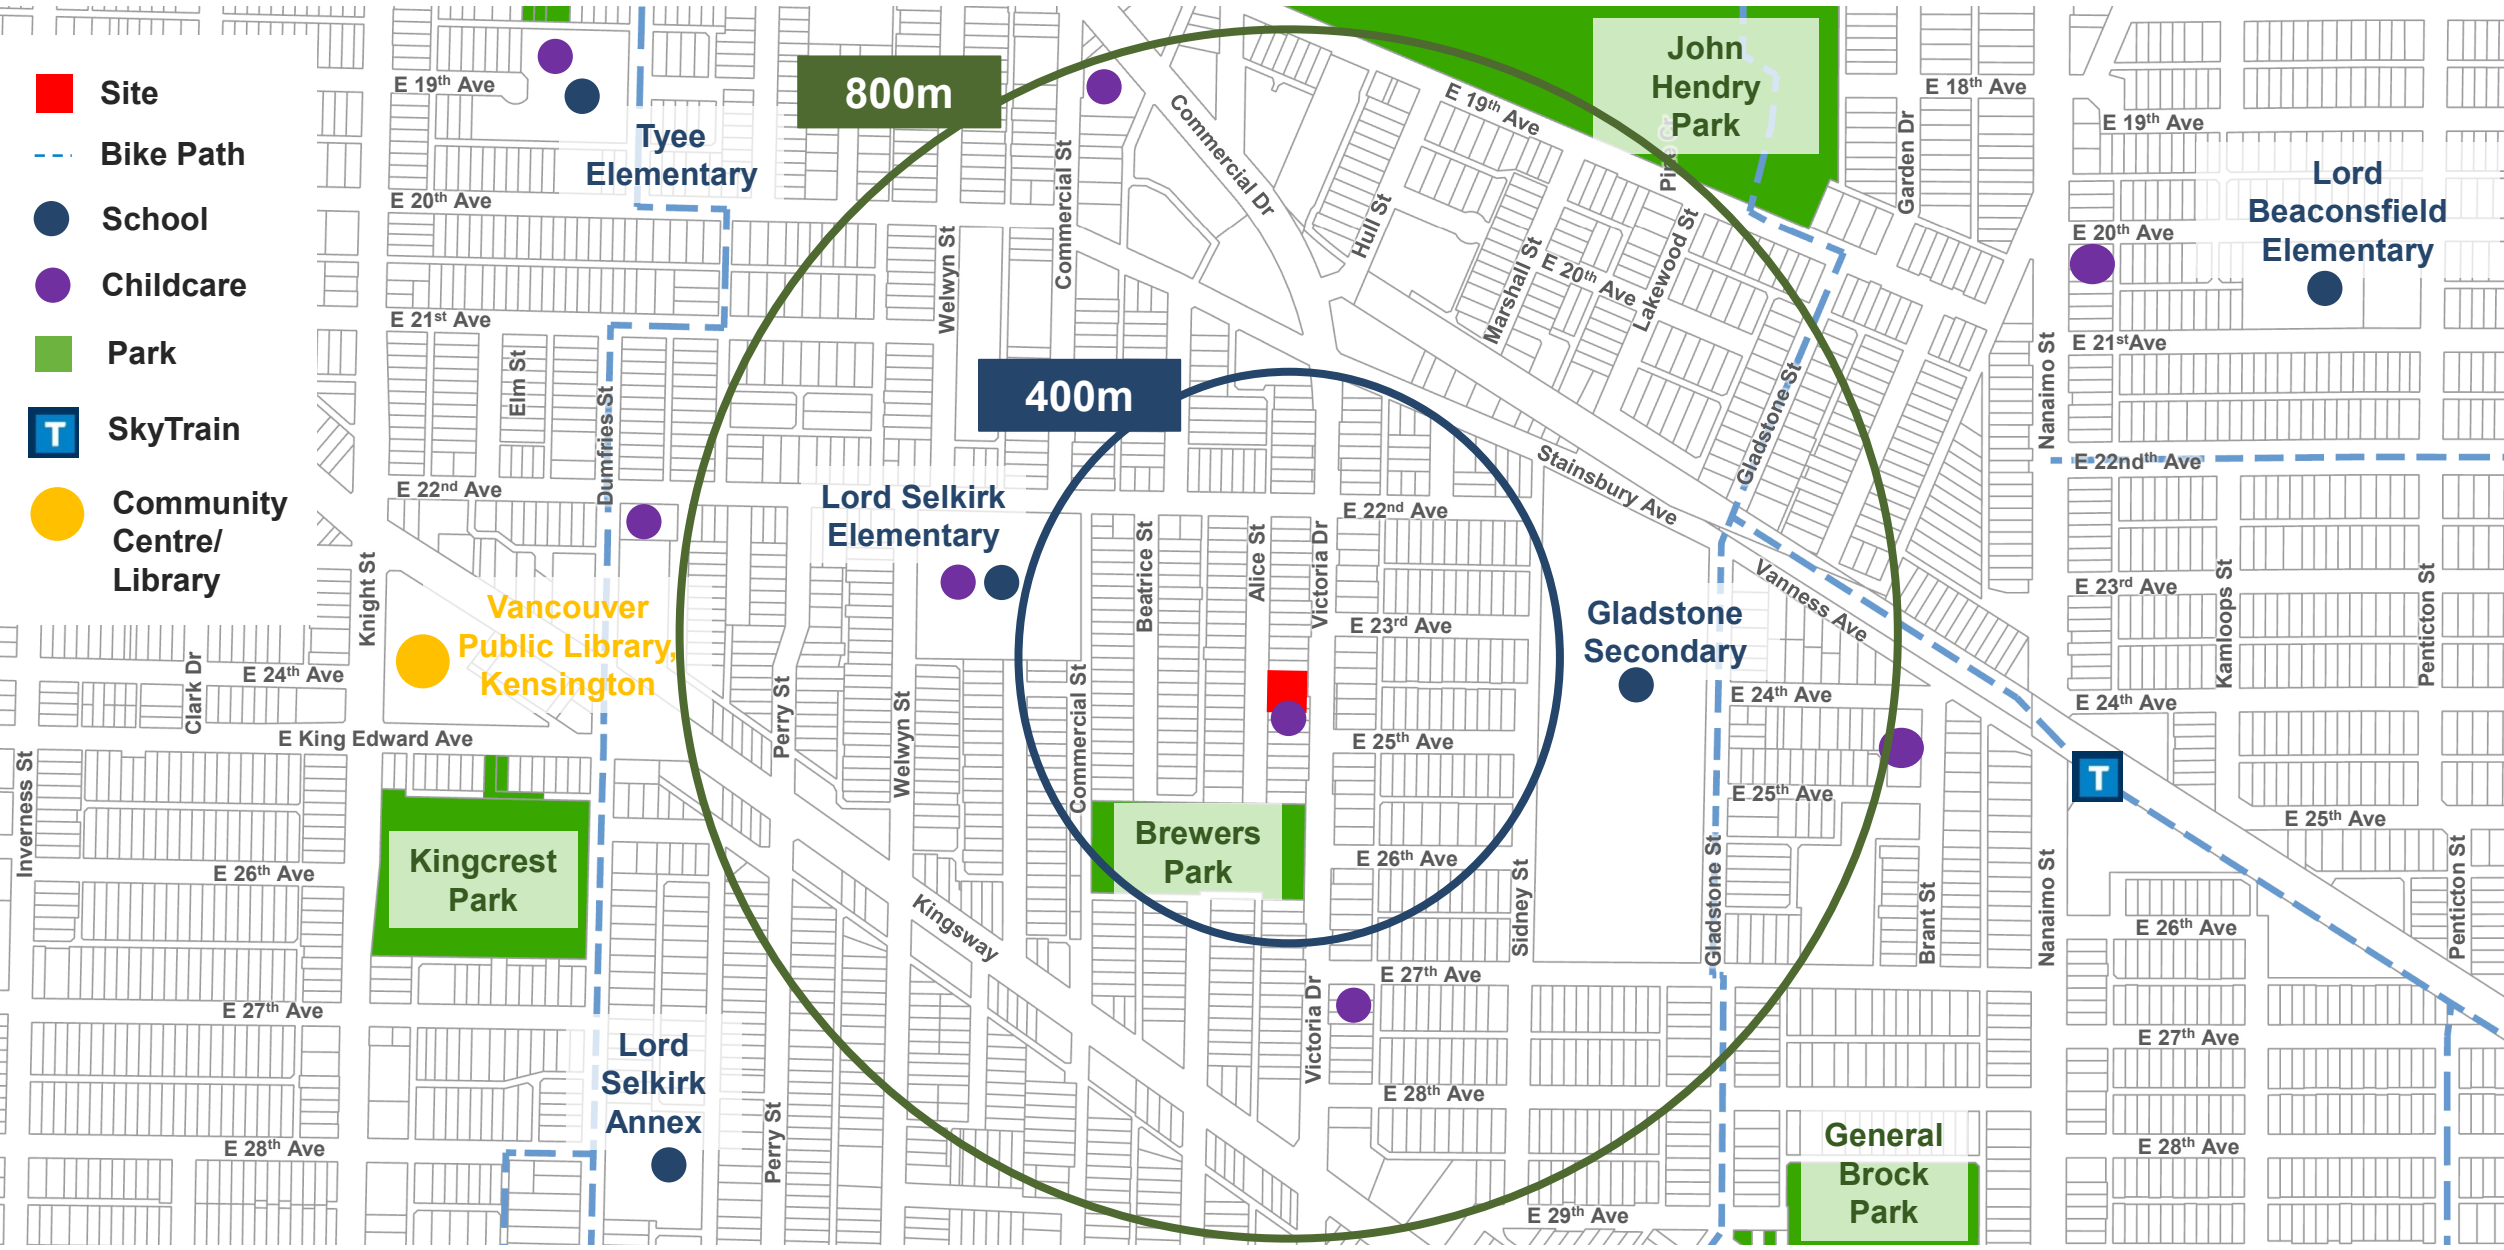 Site
Bike Path
School
Childcare
Park
T
SkyTrain
Community
Centre/
Library
800m
400m
John
Hendry
Park
Tyee
Elementary
Lord
Beaconsfield
Elementary
Lord Selkirk
Elementary
Gladstone
Secondary
Vancouver
Public Library,
Kensington
Kingcrest
Park
Brewers
Park
Lord
Selkirk
Annex
General
Brock
Park
T
E 19th Ave
E 20th Ave
E 21st Ave
E 22nd Ave
E 24th Ave
E King Edward Ave
E 26th Ave
E 27th Ave
E 28th Ave
Elm St
Dumfries St
Knight St
Clark Dr
Inverness St
Welwyn St
Commercial St
Commercial Dr
Hull St
E 19th Ave
Marshall St
E 20th Ave
Lakewood St
Gladstone St
Garden Dr
E 18th Ave
E 19th Ave
E 20th Ave
E 21stAve
Nanaimo St
E 22ndth Ave
E 23rd Ave
Kamloops St
Penticton St
E 24th Ave
E 25th Ave
E 26th Ave
Penticton St
E 27th Ave
E 28th Ave
Stainsbury Ave
Vanness Ave
Beatrice St
Alice St
Victoria Dr
E 22nd Ave
E 23rd Ave
E 25th Ave
E 26th Ave
E 27th Ave
E 28th Ave
E 29th Ave
Sidney St
Gladstone St
E 24th Ave
E 25th Ave
Brant St
Nanaimo St
Perry St
Welwyn St
Commercial St
Kingsway
Victoria Dr
Perry St